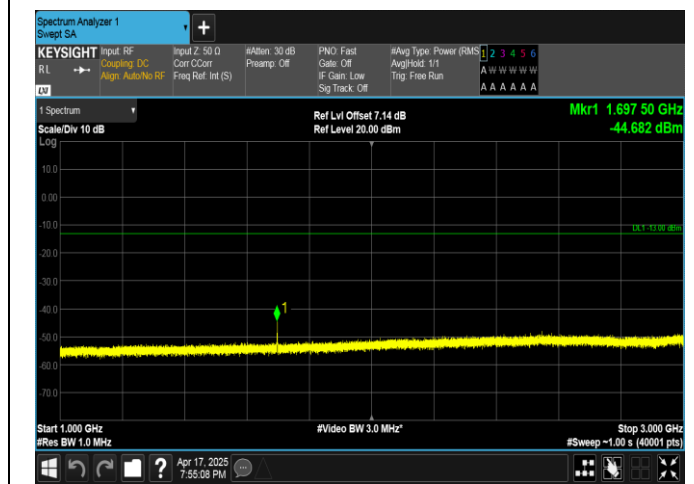 Spectrum Analyzer 1
Swept SA
+
KEYSIGHT Input: RF Input Z: 50 Ω #Atten: 30 dB PNO: Fast #Avg Type: Power (RMS 1 2 3 4 5 6
RL Coupling: DC Corr CCorr Preamp: Off Gate: Off Avg|Hold: 1/1 A W W W W W
Align: Auto/No RF Freq Ref: Int (S) IF Gain: Low Trig: Free Run
LXI Sig Track: Off A A A A A A
1 Spectrum Ref Lvl Offset 7.14 dB Mkr1 1.697 50 GHz
Scale/Div 10 dB Ref Level 20.00 dBm -44.682 dBm
Log
10.0
0.00
-10.0
DL1 -13.00 dBm
-20.0
-30.0
-40.0
1
-50.0
-60.0
-70.0
Start 1.000 GHz #Video BW 3.0 MHz* Stop 3.000 GHz
#Res BW 1.0 MHz #Sweep ~1.00 s (40001 pts)
? Apr 17, 2025
7:55:08 PM